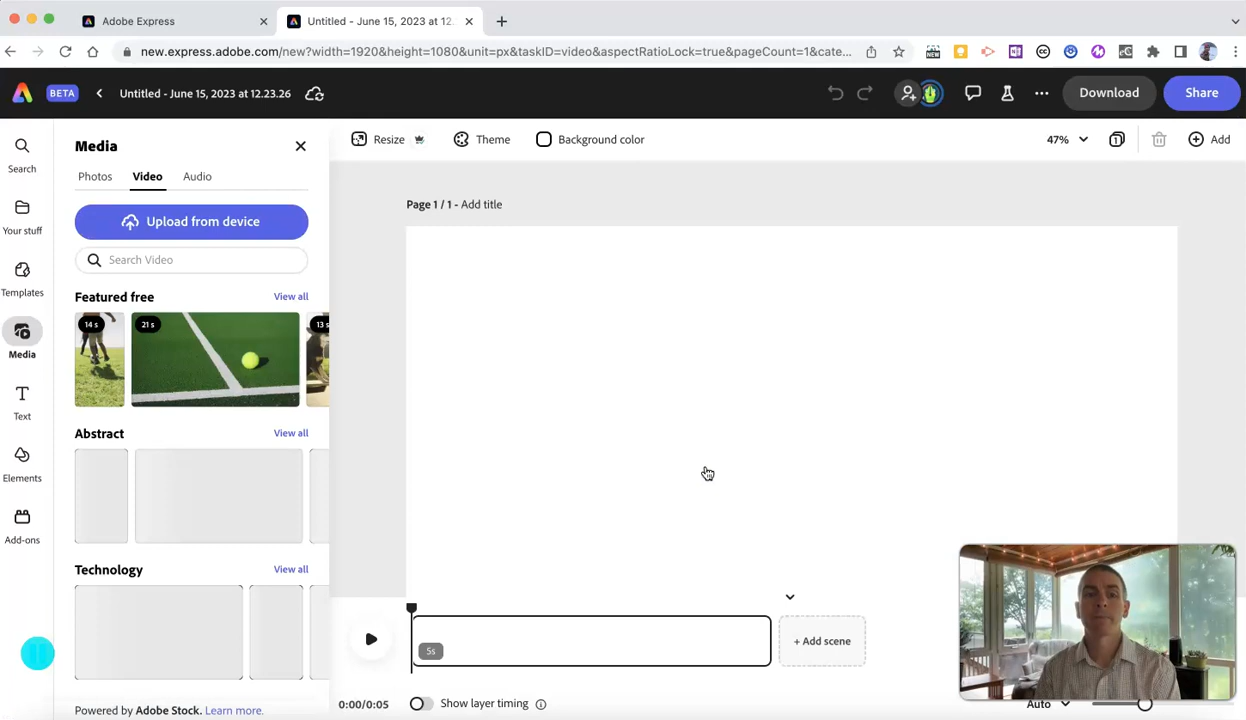 Adobe Express
Untitled - June 15, 2023 at 12.
new.express.adobe.com/new?width=1920&height=1080&unit=px&taskID=video&aspectRatioLock=true&pageCount=1&cate...
BETA
Untitled - June 15, 2023 at 12.23.26
Download
Share
Media
Resize
Theme
Background color
47%
1
Add
Search
Photos
Video
Audio
Page 1 / 1 - Add title
Your stuff
Upload from device
Search Video
Templates
Featured free
View all
14 s
21 s
13 s
Media
Text
Abstract
View all
Elements
Add-ons
Technology
View all
5s
+ Add scene
0:00/0:05
Show layer timing
Auto
Powered by Adobe Stock. Learn more.